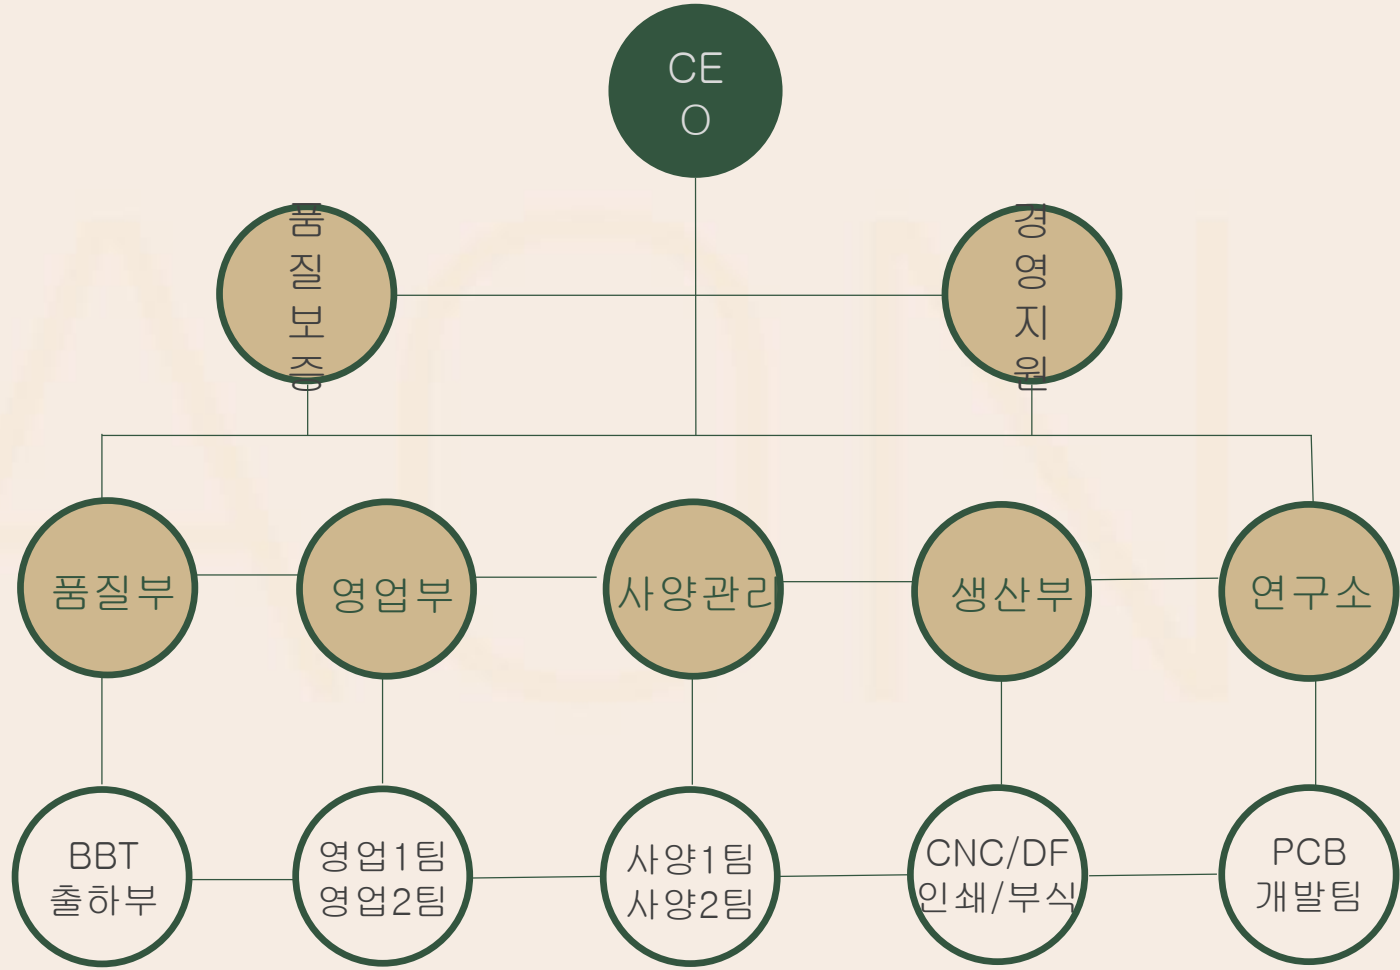 CE
O
품
질
보
증
경
영
지
원
품질부
영업부
사양관리
생산부
연구소
BBT
출하부
영업1팀
영업2팀
사양1팀
사양2팀
CNC/DF
인쇄/부식
PCB
개발팀